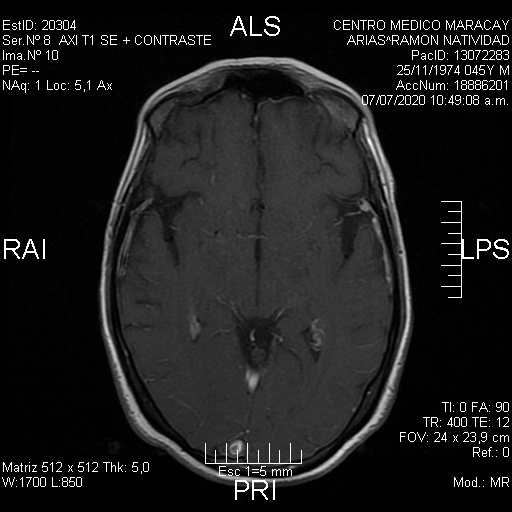 EstID: 20304
Ser.Nº 8 AXI T1 SE + CONTRASTE
Ima.Nº 10
PE= --
NAq: 1 Loc: 5,1 Ax
ALS
CENTRO MEDICO MARACAY
ARIAS^RAMON NATIVIDAD
PacID: 13072283
25/11/1974 045Y M
AccNum: 18886201
07/07/2020 10:49:08 a.m.
RAI
LPS
TI: 0 FA: 90
TR: 400 TE: 12
FOV: 24 x 23,9 cm
Ref.: 0
Mod.: MR
Matriz 512 x 512 Thk: 5,0
W:1700 L:850
Esc 1=5 mm
PRI